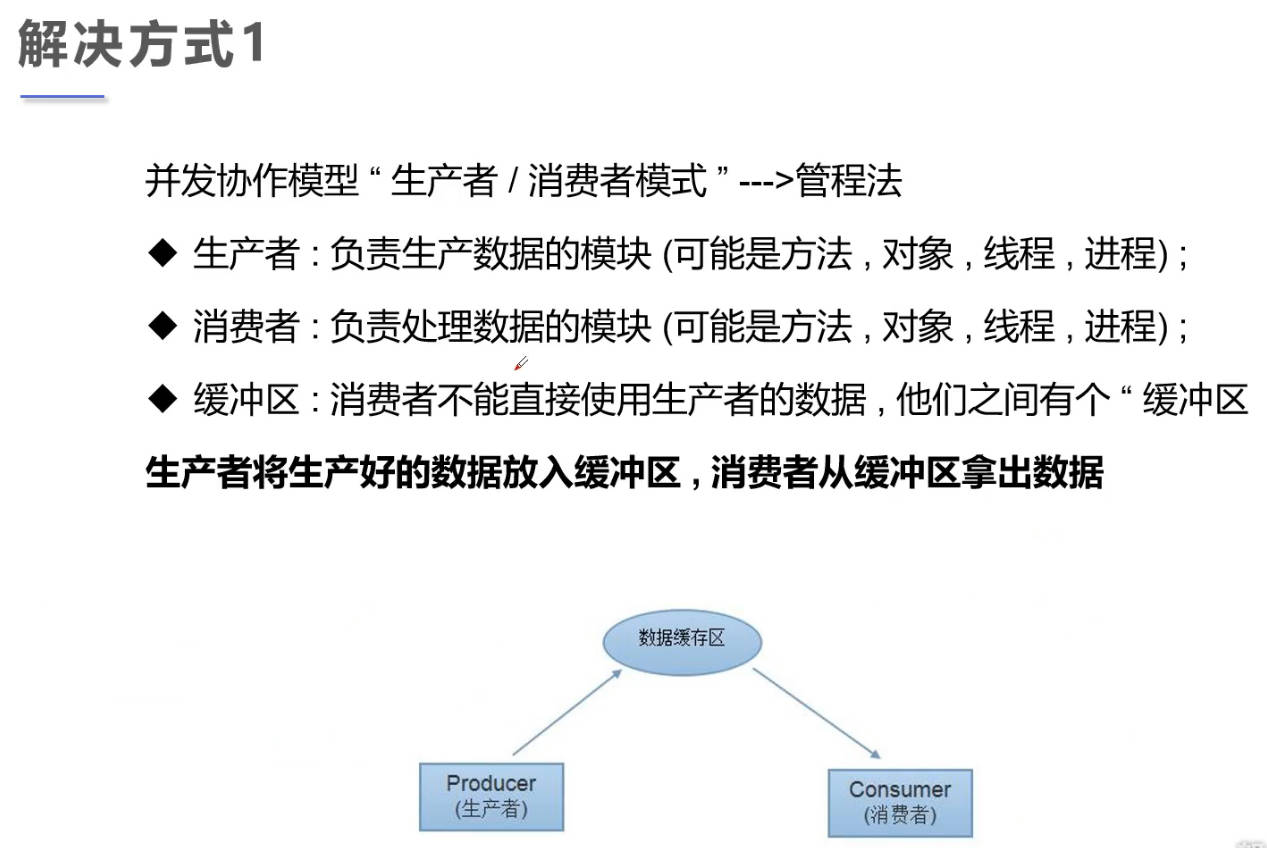 解决方式1
并发协作模型 “ 生产者 / 消费者模式 ” --->管程法
◆ 生产者 : 负责生产数据的模块 (可能是方法 , 对象 , 线程 , 进程) ;
◆ 消费者 : 负责处理数据的模块 (可能是方法 , 对象 , 线程 , 进程) ;
◆ 缓冲区 : 消费者不能直接使用生产者的数据 , 他们之间有个 “ 缓冲区
生产者将生产好的数据放入缓冲区 , 消费者从缓冲区拿出数据
数据缓存区
Producer
(生产者)
Consumer
(消费者)